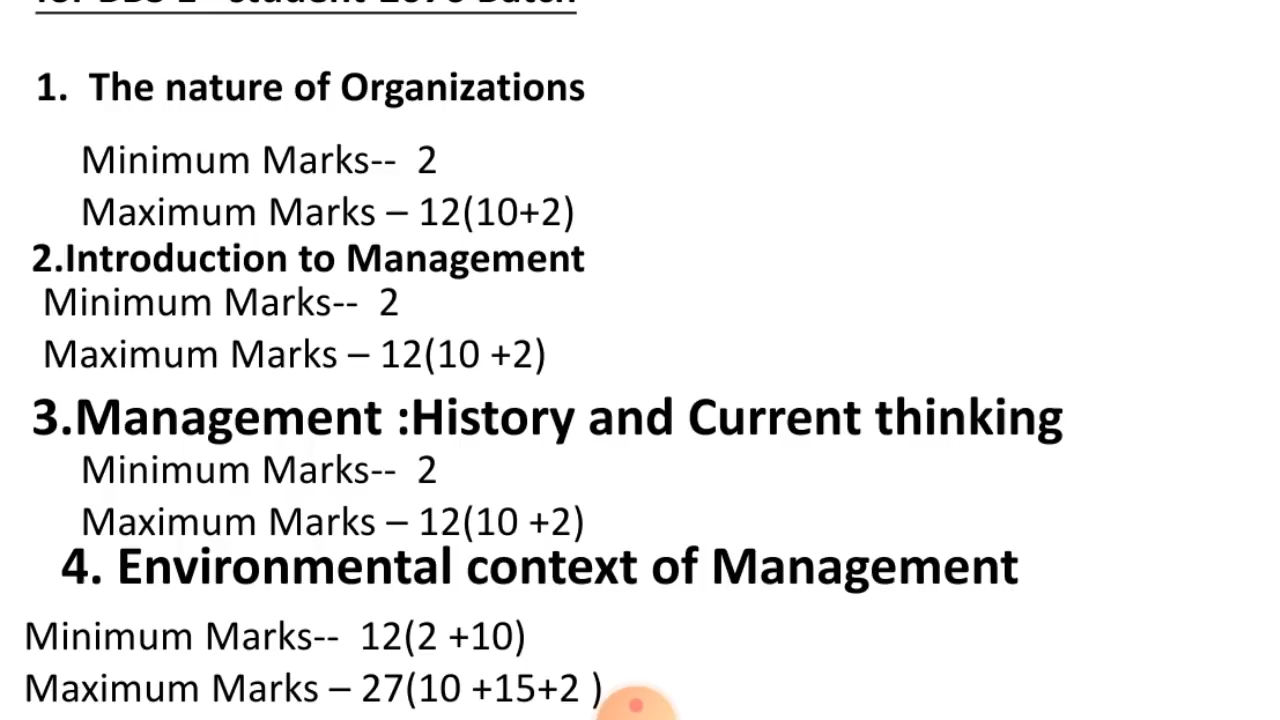 1. The nature of Organizations
Minimum Marks-- 2
Maximum Marks – 12(10+2)
2.Introduction to Management
Minimum Marks-- 2
Maximum Marks – 12(10 +2)
3.Management :History and Current thinking
Minimum Marks-- 2
Maximum Marks – 12(10 +2)
4. Environmental context of Management
Minimum Marks-- 12(2 +10)
Maximum Marks – 27(10 +15+2 )